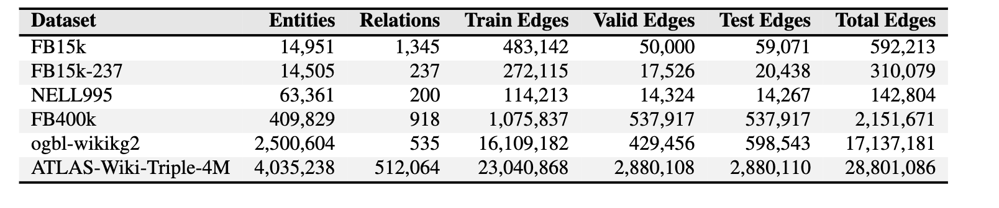 Dataset Entities Relations Train Edges Valid Edges Test Edges Total Edges
FB15k 14,951 1,345 483,142 50,000 59,071 592,213
FB15k-237 14,505 237 272,115 17,526 20,438 310,079
NELL995 63,361 200 114,213 14,324 14,267 142,804
FB400k 409,829 918 1,075,837 537,917 537,917 2,151,671
ogbl-wikikg2 2,500,604 535 16,109,182 429,456 598,543 17,137,181
ATLAS-Wiki-Triple-4M 4,035,238 512,064 23,040,868 2,880,108 2,880,110 28,801,086